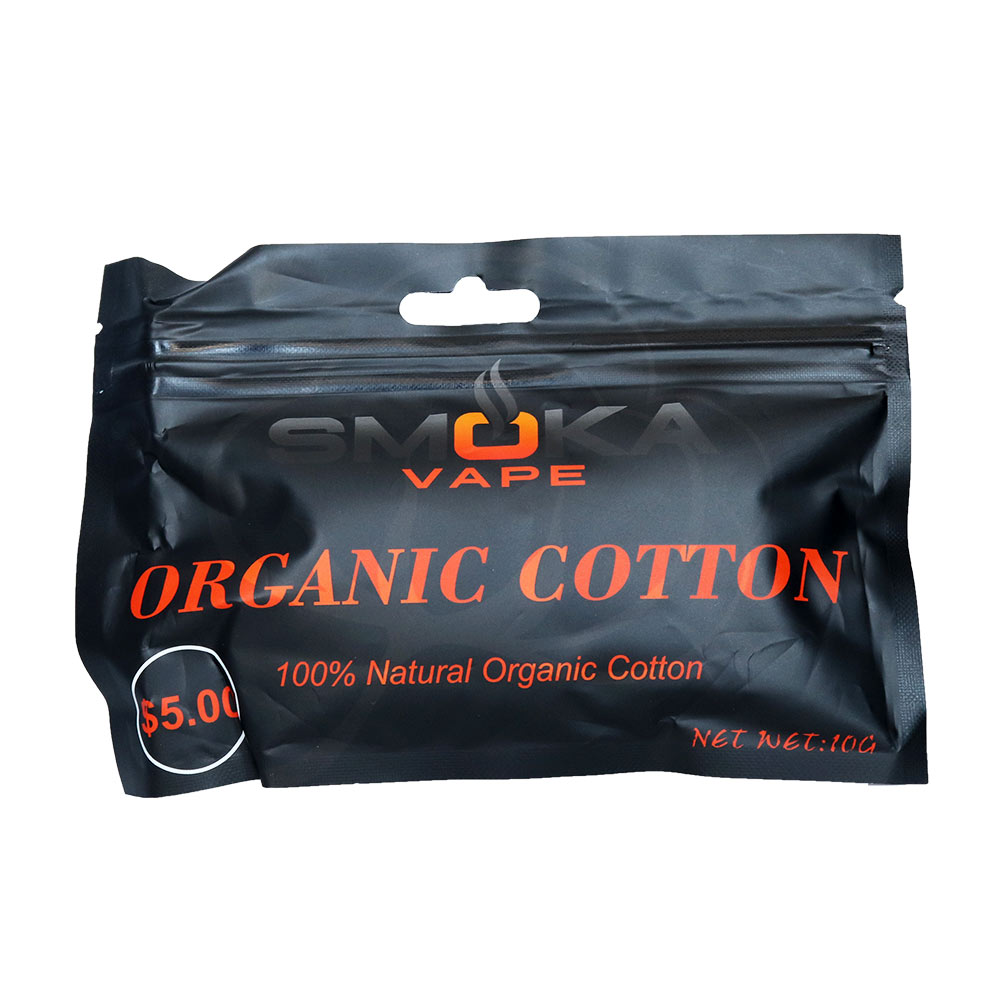 SMOKA
VAPE
ORGANIC COTTON
100% Natural Organic Cotton
$5.00
NET WET:10G